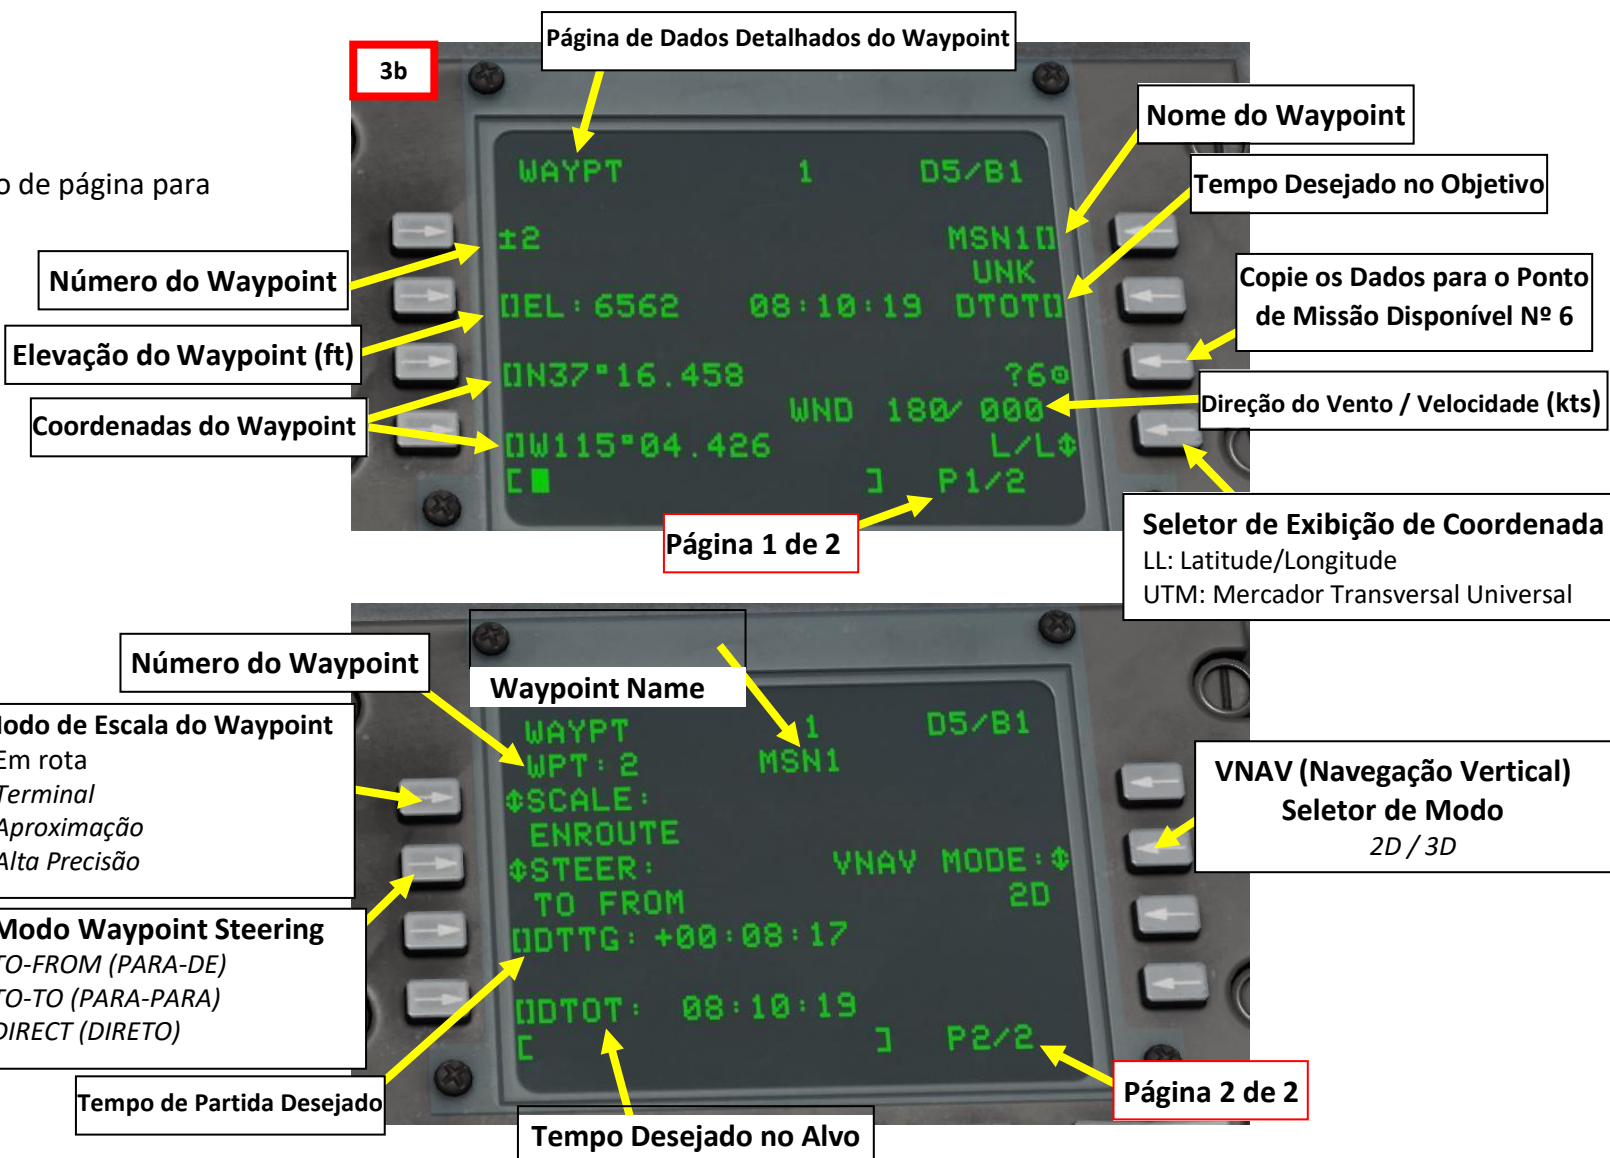 Página de Dados Detalhados do Waypoint
3b
Nome do Waypoint
WAYPT 1 D5/B1
o de página para
Tempo Desejado no Objetivo
±2 MSN1[]
UNK
Número do Waypoint
Copie os Dados para o Ponto
de Missão Disponível Nº 6
[]EL:6562 08:10:19 DTOT[]
Elevação do Waypoint (ft)
[]N37°16.458 ?6⊙
Direção do Vento / Velocidade (kts)
WND 180/ 000
Coordenadas do Waypoint
[]W115°04.426 L/L↕
[ ] P1/2
Página 1 de 2
Seletor de Exibição de Coordenada
LL: Latitude/Longitude
UTM: Mercador Transversal Universal
Número do Waypoint
Waypoint Name
WAYPT 1 D5/B1
WPT:2 MSN1
↕SCALE:
ENROUTE
↕STEER: VNAV MODE:↕
TO FROM 2D
[]DTTG: +00:08:17
[]DTOT: 08:10:19
[ ] P2/2
Modo de Escala do Waypoint
Em rota
Terminal
Aproximação
Alta Precisão
VNAV (Navegação Vertical)
Seletor de Modo
2D / 3D
Modo Waypoint Steering
TO-FROM (PARA-DE)
TO-TO (PARA-PARA)
DIRECT (DIRETO)
Tempo de Partida Desejado
Página 2 de 2
Tempo Desejado no Alvo